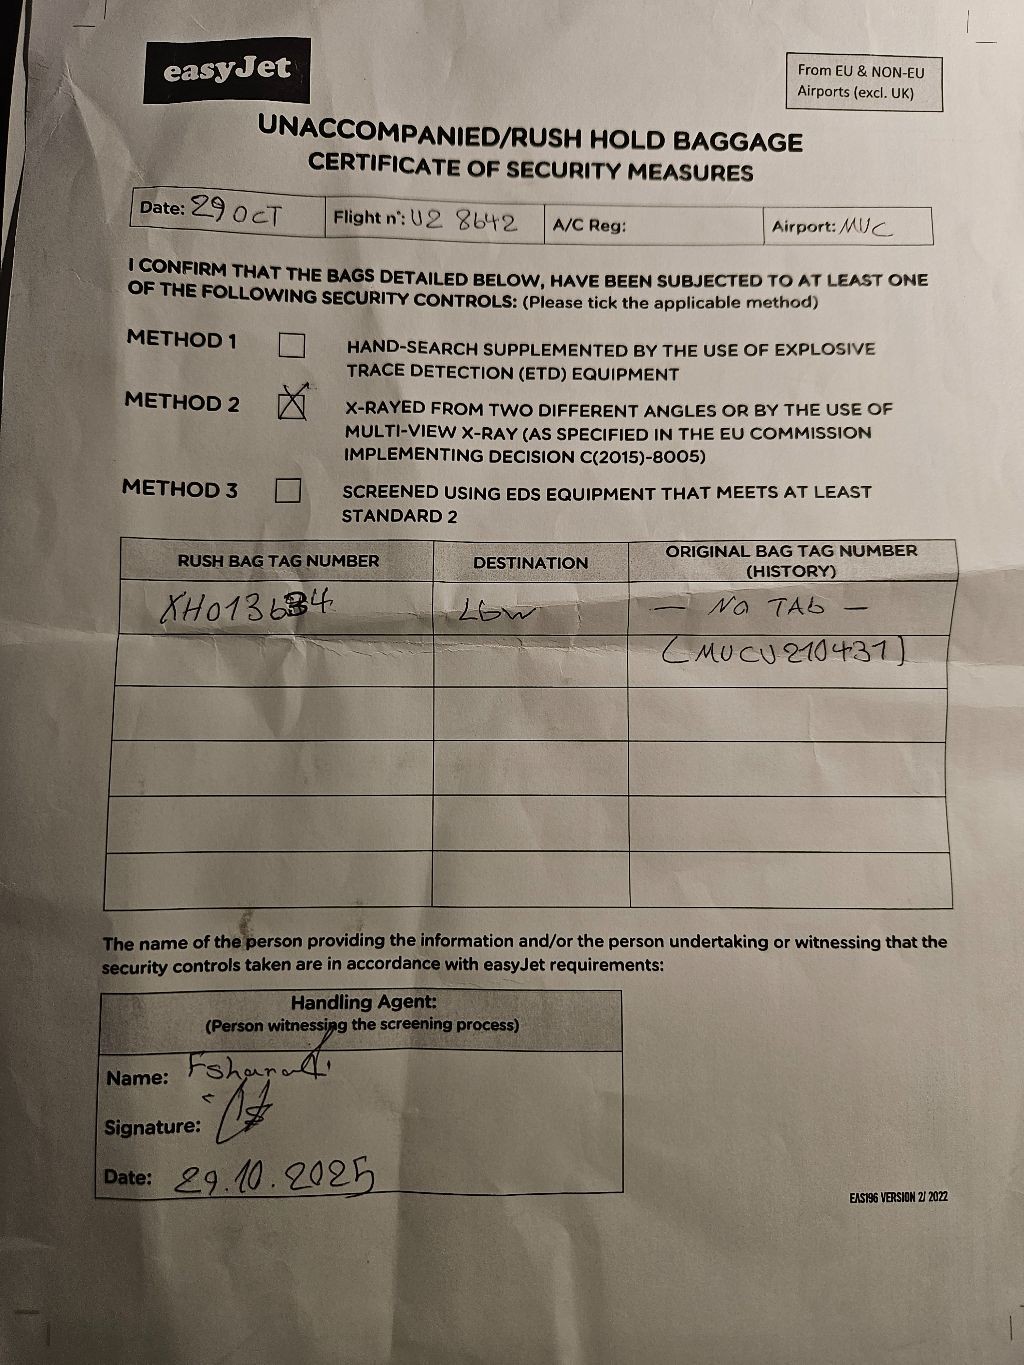 easyJet
From EU & NON-EU
Airports (excl. UK)
UNACCOMPANIED/RUSH HOLD BAGGAGE
CERTIFICATE OF SECURITY MEASURES
Date: 29 OCT Flight n°: U2 8642 A/C Reg: Airport: MUC
I CONFIRM THAT THE BAGS DETAILED BELOW, HAVE BEEN SUBJECTED TO AT LEAST ONE
OF THE FOLLOWING SECURITY CONTROLS: (Please tick the applicable method)
METHOD 1 HAND-SEARCH SUPPLEMENTED BY THE USE OF EXPLOSIVE
TRACE DETECTION (ETD) EQUIPMENT
METHOD 2 X-RAYED FROM TWO DIFFERENT ANGLES OR BY THE USE OF
MULTI-VIEW X-RAY (AS SPECIFIED IN THE EU COMMISSION
IMPLEMENTING DECISION C(2015)-8005)
METHOD 3 SCREENED USING EDS EQUIPMENT THAT MEETS AT LEAST
STANDARD 2
RUSH BAG TAG NUMBER DESTINATION ORIGINAL BAG TAG NUMBER
(HISTORY)
XH013634 LGW — No TAG —
(MUCU210431)
The name of the person providing the information and/or the person undertaking or witnessing that the
security controls taken are in accordance with easyJet requirements:
Handling Agent:
(Person witnessing the screening process)
Name:
Signature:
Date: 29.10.2025
EAS196 VERSION 2/ 2022